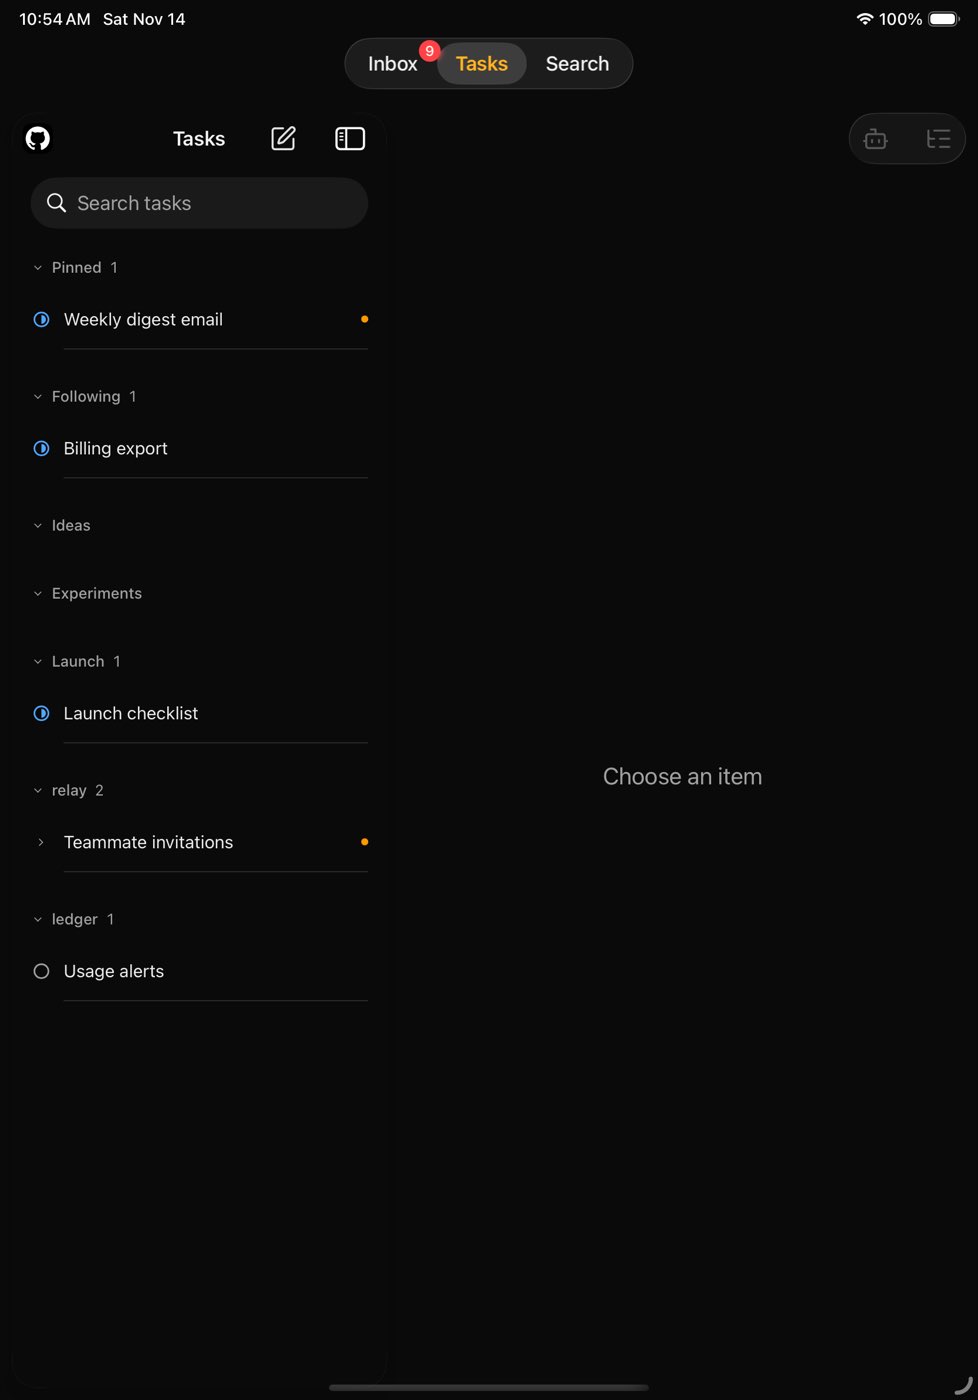 10:54 AM Sat Nov 14
100%
Inbox 9 Tasks Search
Tasks
Search tasks
Pinned 1
Weekly digest email
Following 1
Billing export
Ideas
Experiments
Launch 1
Launch checklist
Choose an item
relay 2
Teammate invitations
ledger 1
Usage alerts